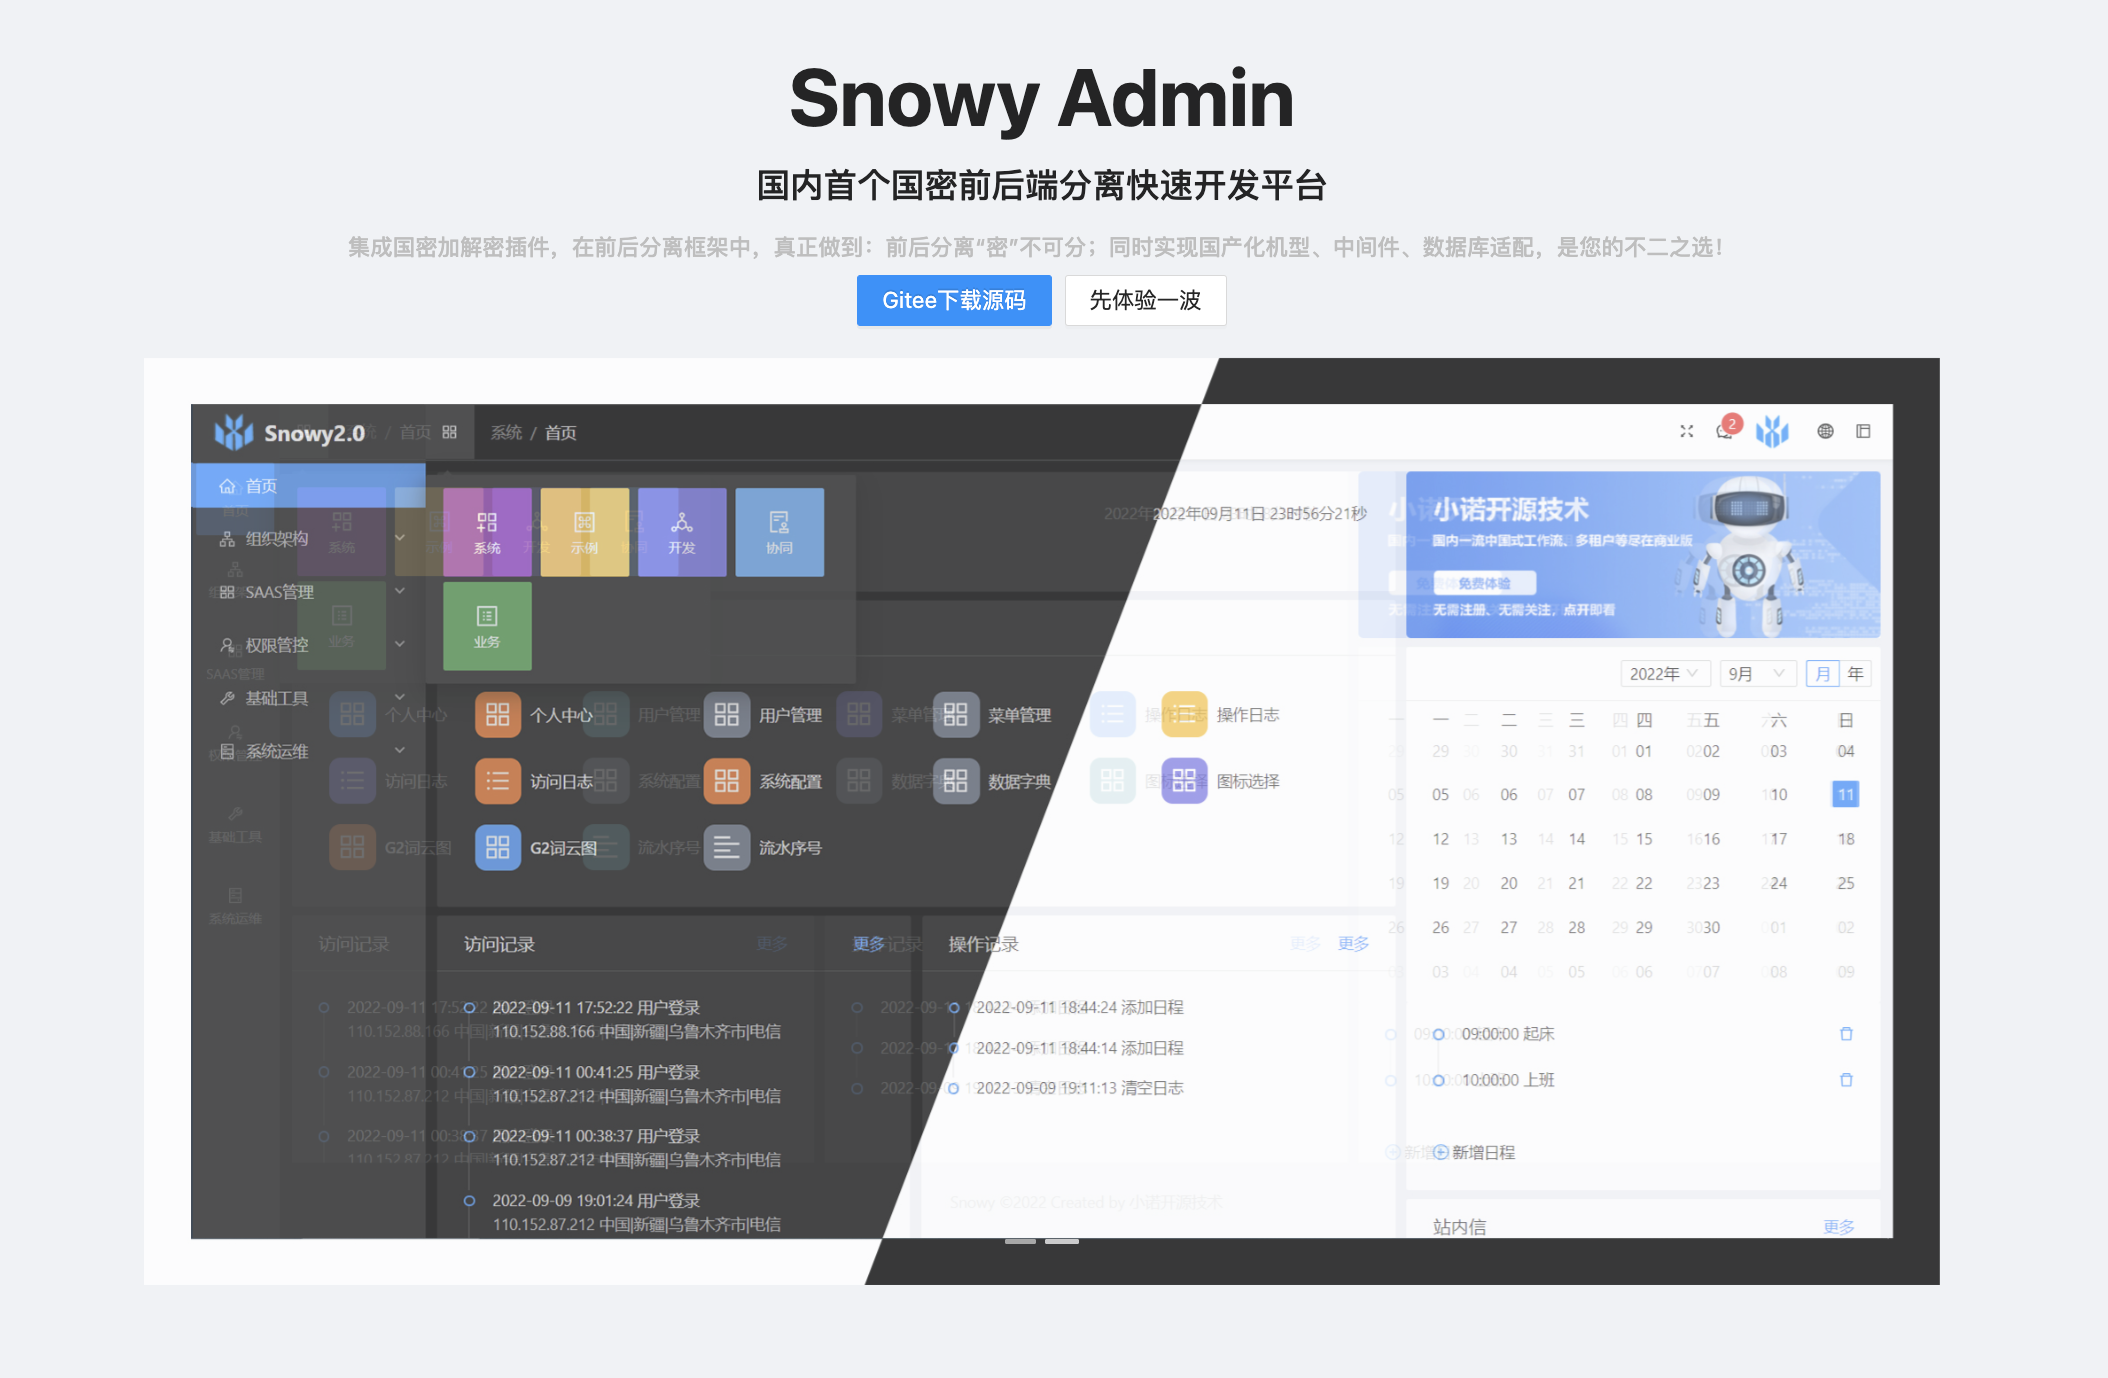 Snowy Admin
国内首个国密前后端分离快速开发平台
集成国密加解密插件，在前后分离框架中，真正做到：前后分离“密”不可分；同时实现国产化机型、中间件、数据库适配，是您的不二之选！
Gitee下载源码
先体验一波
Snowy2.0
系统 / 首页
2
首页
组织架构
SAAS管理
权限管控
基础工具
系统运维
系统
示例
开发
协同
业务
2022年09月11日 23时56分21秒
小诺开源技术
国内一流中国式工作流、多租户等尽在商业版
免费体验
无需注册、无需关注，点开即看
个人中心
用户管理
菜单管理
操作日志
访问日志
系统配置
数据字典
图标选择
G2词云图
流水序号
2022年 9月 月 年
一 二 三 四 五 六 日
29 30 31 01 02 03 04
05 06 07 08 09 10 11
12 13 14 15 16 17 18
19 20 21 22 23 24 25
26 27 28 29 30 01 02
03 04 05 06 07 08 09
访问记录 更多
2022-09-11 17:52:22 用户登录
110.152.88.166 中国|新疆|乌鲁木齐市|电信
2022-09-11 00:41:25 用户登录
110.152.87.212 中国|新疆|乌鲁木齐市|电信
2022-09-11 00:38:37 用户登录
110.152.87.212 中国|新疆|乌鲁木齐市|电信
2022-09-09 19:01:24 用户登录
110.152.87.212 中国|新疆|乌鲁木齐市|电信
操作记录 更多
2022-09-11 18:44:24 添加日程
2022-09-11 18:44:14 添加日程
2022-09-09 19:11:13 清空日志
Snowy ©2022 Created by 小诺开源技术
09:00:00 起床
10:00:00 上班
新增日程
站内信 更多